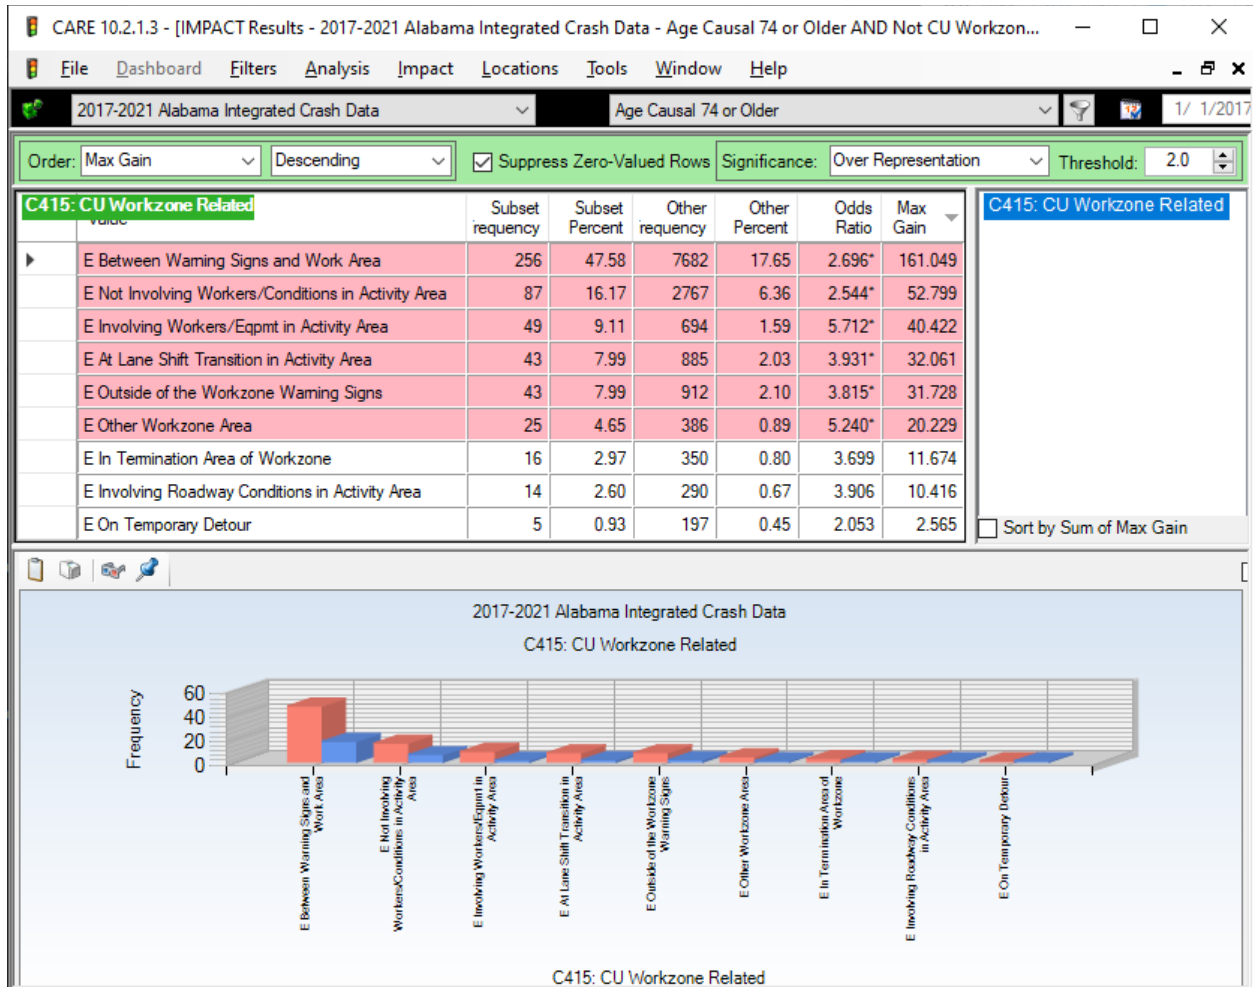 CARE 10.2.1.3 - [IMPACT Results - 2017-2021 Alabama Integrated Crash Data - Age Causal 74 or Older AND Not CU Workzon...
File Dashboard Filters Analysis Impact Locations Tools Window Help
2017-2021 Alabama Integrated Crash Data Age Causal 74 or Older 1/ 1/2017
Order: Max Gain Descending Suppress Zero-Valued Rows Significance: Over Representation Threshold: 2.0
C415: CU Workzone Related
Subset requency Subset Percent Other requency Other Percent Odds Ratio Max Gain
E Between Warning Signs and Work Area 256 47.58 7682 17.65 2.696* 161.049
E Not Involving Workers/Conditions in Activity Area 87 16.17 2767 6.36 2.544* 52.799
E Involving Workers/Eqpmt in Activity Area 49 9.11 694 1.59 5.712* 40.422
E At Lane Shift Transition in Activity Area 43 7.99 885 2.03 3.931* 32.061
E Outside of the Workzone Warning Signs 43 7.99 912 2.10 3.815* 31.728
E Other Workzone Area 25 4.65 386 0.89 5.240* 20.229
E In Termination Area of Workzone 16 2.97 350 0.80 3.699 11.674
E Involving Roadway Conditions in Activity Area 14 2.60 290 0.67 3.906 10.416
E On Temporary Detour 5 0.93 197 0.45 2.053 2.565
C415: CU Workzone Related
Sort by Sum of Max Gain
2017-2021 Alabama Integrated Crash Data
C415: CU Workzone Related
Frequency
60
40
20
0
E Between Warning Signs and
Work Area
E Not Involving
Workers/Conditions in Activity
Area
E Involving Workers/Eqpmt in
Activity Area
E At Lane Shift Transition in
Activity Area
E Outside of the Workzone
Warning Signs
E Other Workzone Area
E In Termination Area of
Workzone
E Involving Roadway Conditions
in Activity Area
E On Temporary Detour
C415: CU Workzone Related